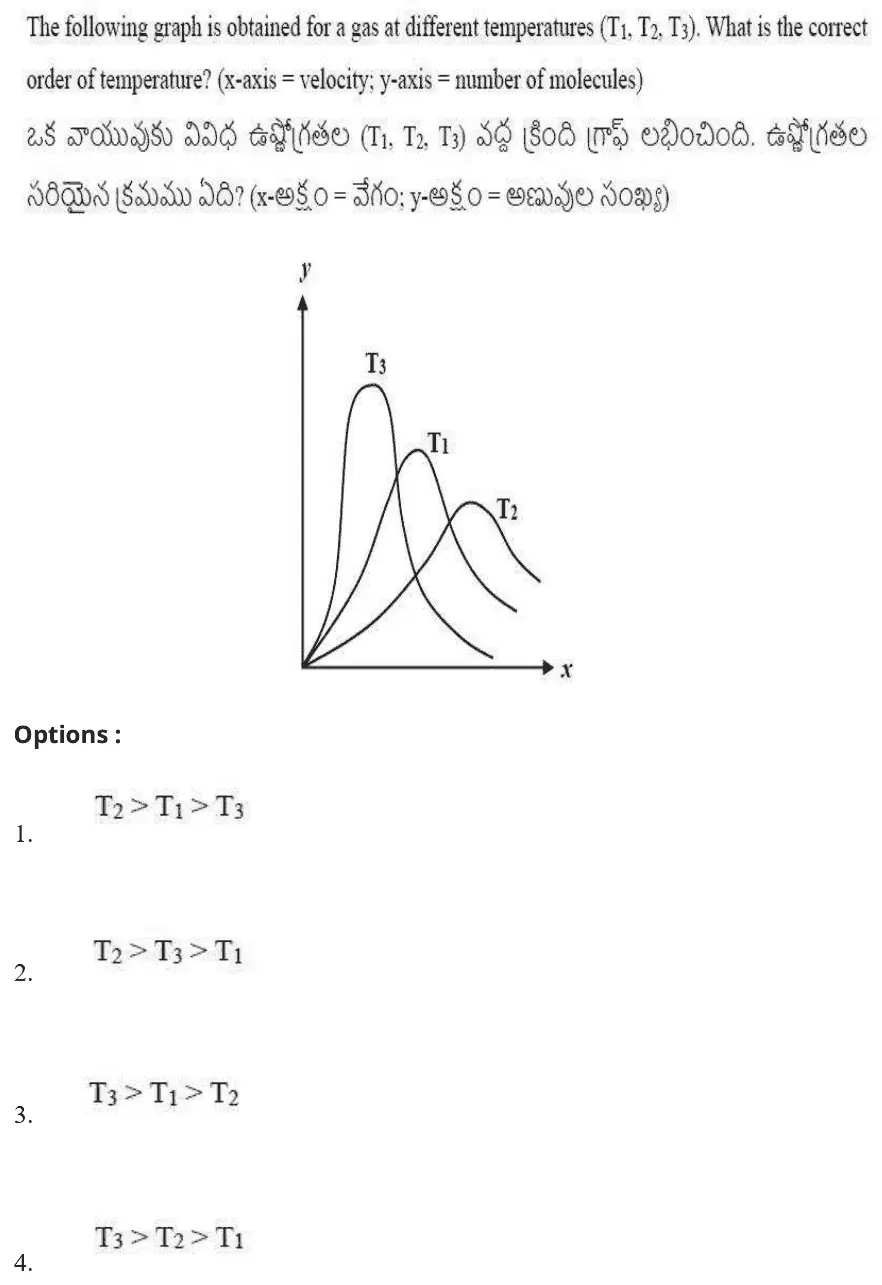 The following graph is obtained for a gas at different temperatures (T₁, T₂, T₃). What is the correct
order of temperature? (x-axis = velocity; y-axis = number of molecules)
ఒక వాయువుకు వివిధ ఉష్ణోగ్రతల (T₁, T₂, T₃) వద్ద క్రింది గ్రాఫ్ లభించింది. ఉష్ణోగ్రతల
సరియైన క్రమము ఏది? (x-అక్షం = వేగం; y-అక్షం = అణువుల సంఖ్య)
y
T₃
T₁
T₂
x
Options :
1. T₂ > T₁ > T₃
2. T₂ > T₃ > T₁
3. T₃ > T₁ > T₂
4. T₃ > T₂ > T₁